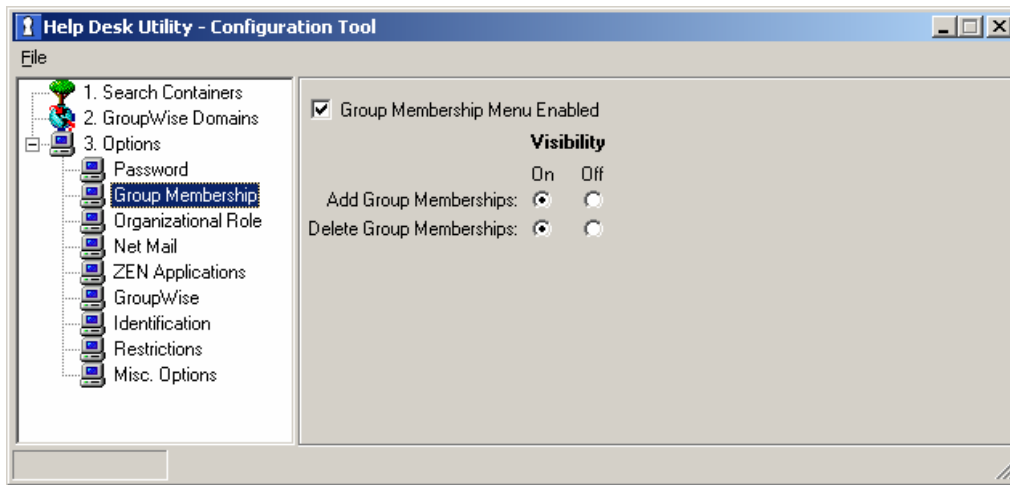 Help Desk Utility - Configuration Tool
File
1. Search Containers
2. GroupWise Domains
3. Options
Password
Group Membership
Organizational Role
Net Mail
ZEN Applications
GroupWise
Identification
Restrictions
Misc. Options
Group Membership Menu Enabled
Visibility
On Off
Add Group Memberships:
Delete Group Memberships: